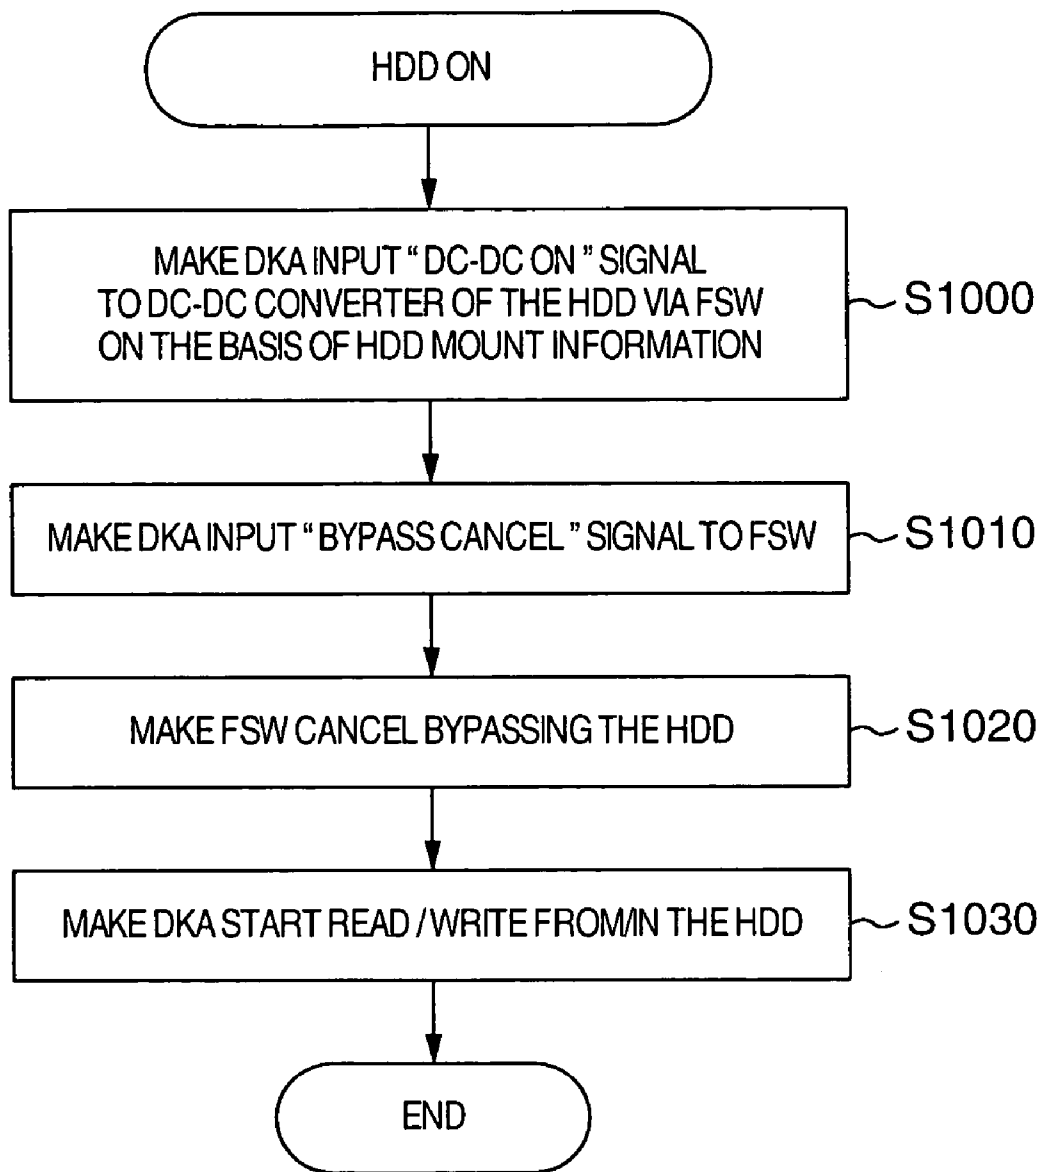 HDD ON
MAKE DKA INPUT "DC-DC ON" SIGNAL
TO DC-DC CONVERTER OF THE HDD VIA FSW
ON THE BASIS OF HDD MOUNT INFORMATION
S1000
MAKE DKA INPUT "BYPASS CANCEL" SIGNAL TO FSW
S1010
MAKE FSW CANCEL BYPASSING THE HDD
S1020
MAKE DKA START READ/WRITE FROM/IN THE HDD
S1030
END